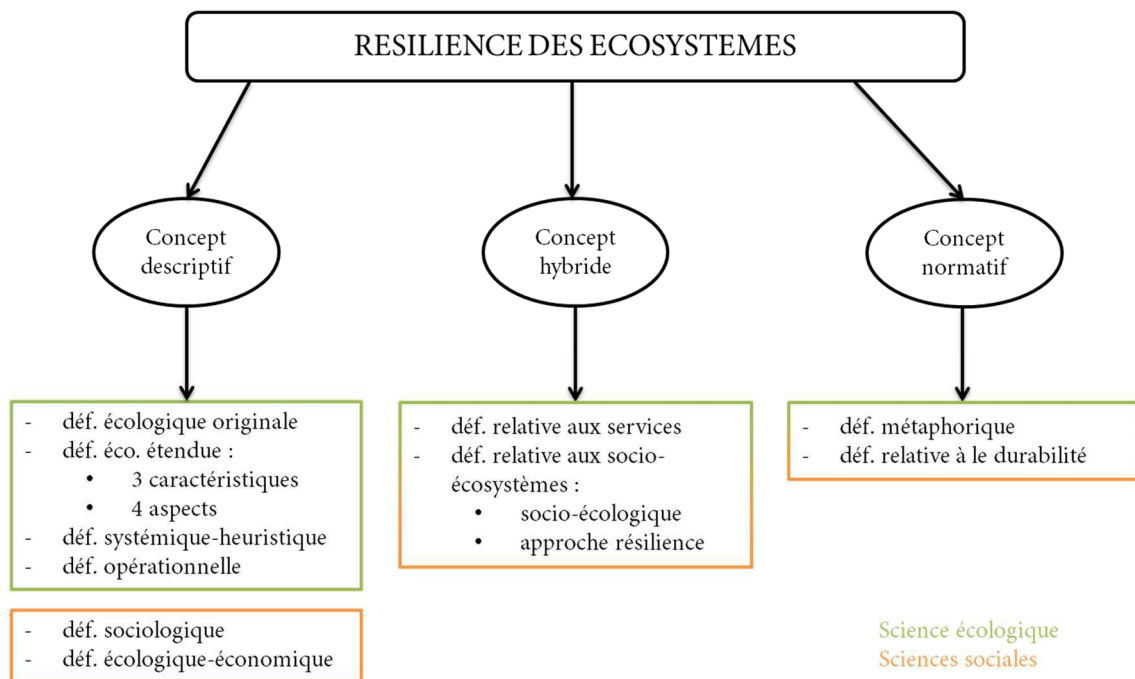 RESILIENCE DES ECOSYSTEMES
Concept
descriptif
Concept
hybride
Concept
normatif
- déf. écologique originale
- déf. éco. étendue :
• 3 caractéristiques
• 4 aspects
- déf. systémique-heuristique
- déf. opérationnelle
- déf. sociologique
- déf. écologique-économique
- déf. relative aux services
- déf. relative aux socio-
écosystèmes :
• socio-écologique
• approche résilience
- déf. métaphorique
- déf. relative à le durabilité
Science écologique
Sciences sociales